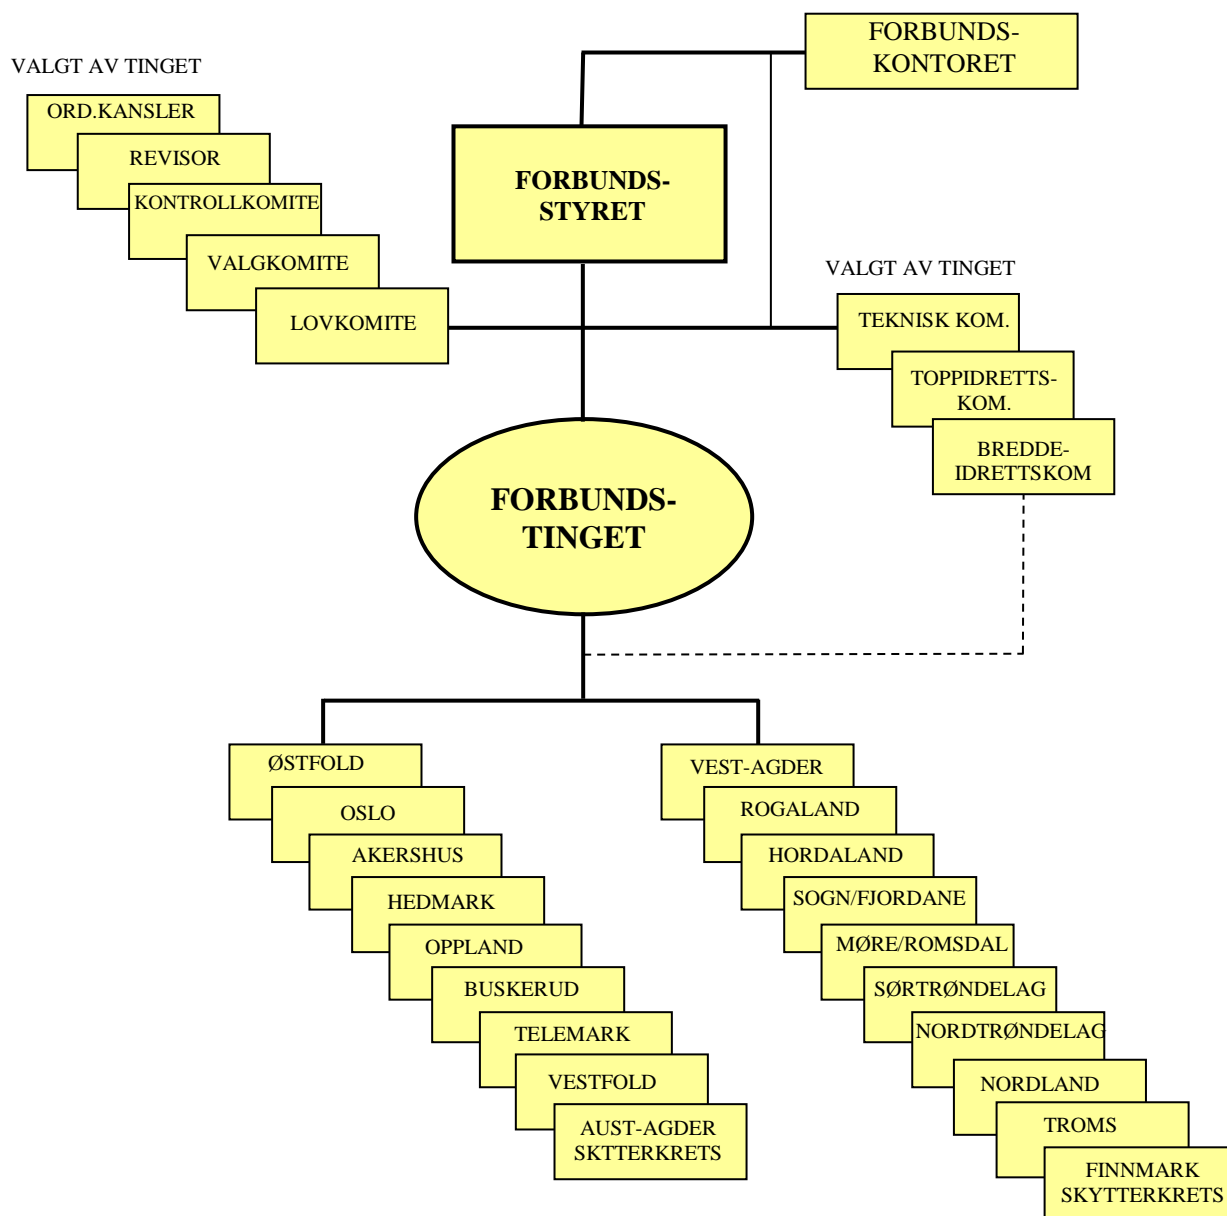 FORBUNDS-
KONTORET
VALGT AV TINGET
ORD.KANSLER
REVISOR
KONTROLLKOMITE
VALGKOMITE
LOVKOMITE
FORBUNDS-
STYRET
VALGT AV TINGET
TEKNISK KOM.
TOPPIDRETTS-
KOM.
BREDDE-
IDRETTSKOM
FORBUNDS-
TINGET
ØSTFOLD
OSLO
AKERSHUS
HEDMARK
OPPLAND
BUSKERUD
TELEMARK
VESTFOLD
AUST-AGDER
SKTTERKRETS
VEST-AGDER
ROGALAND
HORDALAND
SOGN/FJORDANE
MØRE/ROMSDAL
SØRTRØNDELAG
NORDTRØNDELAG
NORDLAND
TROMS
FINNMARK
SKYTTERKRETS